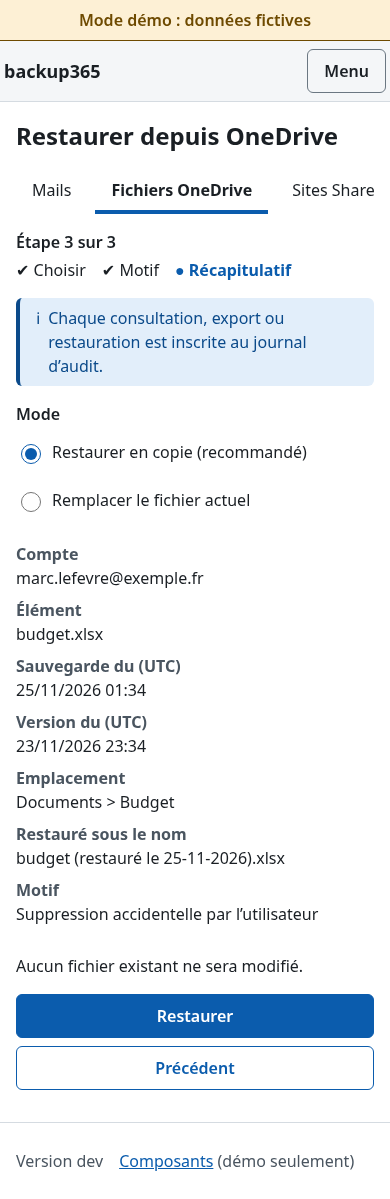 Mode démo : données fictives
backup365
Menu
Restaurer depuis OneDrive
Mails Fichiers OneDrive Sites Share
Étape 3 sur 3
✔ Choisir ✔ Motif ● Récapitulatif
i Chaque consultation, export ou
restauration est inscrite au journal
d’audit.
Mode
Restaurer en copie (recommandé)
Remplacer le fichier actuel
Compte
marc.lefevre@exemple.fr
Élément
budget.xlsx
Sauvegarde du (UTC)
25/11/2026 01:34
Version du (UTC)
23/11/2026 23:34
Emplacement
Documents > Budget
Restauré sous le nom
budget (restauré le 25-11-2026).xlsx
Motif
Suppression accidentelle par l’utilisateur
Aucun fichier existant ne sera modifié.
Restaurer
Précédent
Version dev Composants (démo seulement)